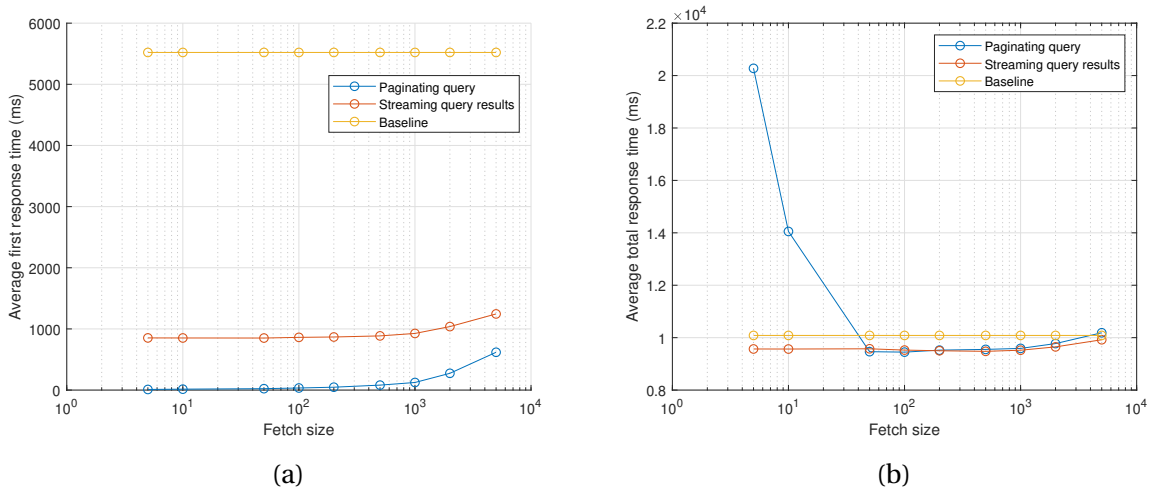 6000
5000
4000
3000
2000
1000
0
Average first response time (ms)
Paginating query
Streaming query results
Baseline
10^0
10^1
10^2
10^3
10^4
Fetch size
(a)
×10^4
2.2
2
1.8
1.6
1.4
1.2
1
0.8
Average total response time (ms)
Paginating query
Streaming query results
Baseline
10^0
10^1
10^2
10^3
10^4
Fetch size
(b)